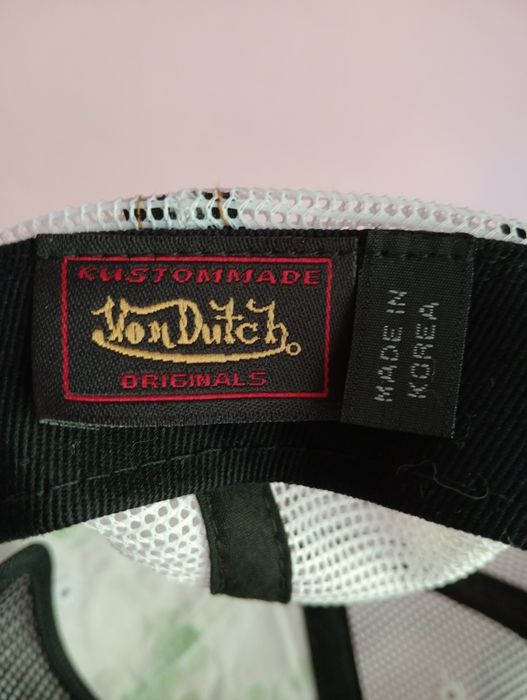 KUSTOMMADE
Von Dutch
ORIGINALS
MADE IN
KOREA